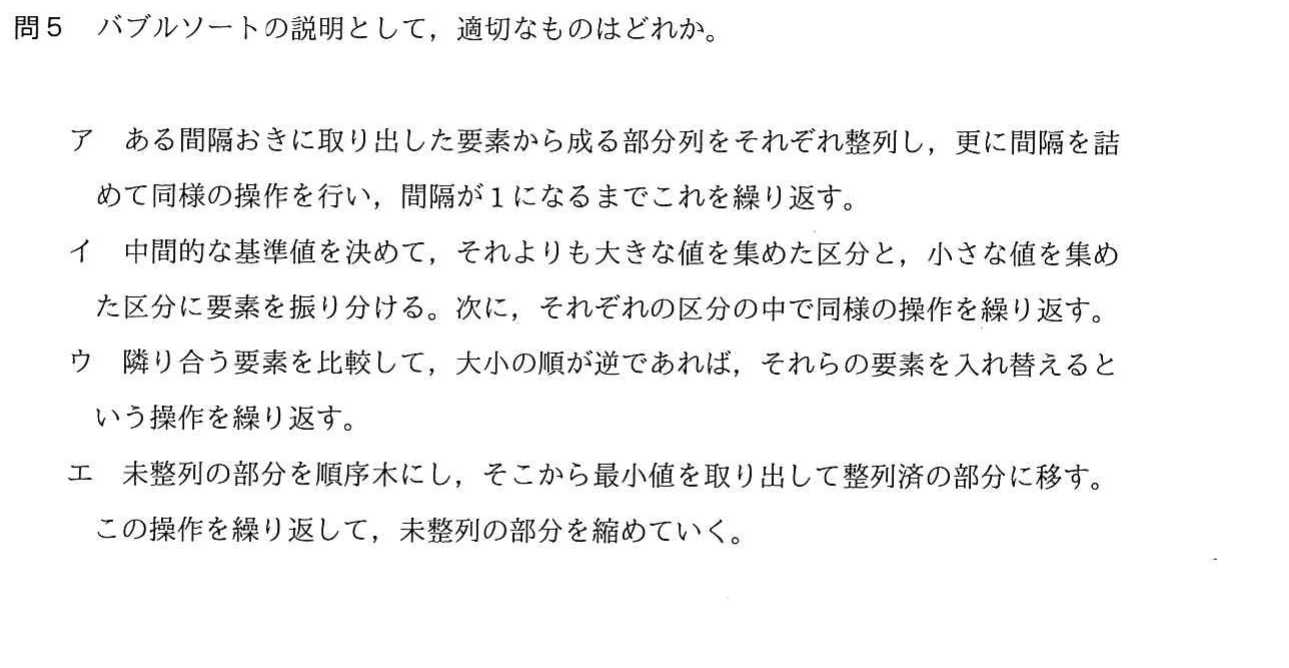 問5 バブルソートの説明として，適切なものはどれか。
ア ある間隔おきに取り出した要素から成る部分列をそれぞれ整列し，更に間隔を詰
めて同様の操作を行い，間隔が1になるまでこれを繰り返す。
イ 中間的な基準値を決めて，それよりも大きな値を集めた区分と，小さな値を集め
た区分に要素を振り分ける。次に，それぞれの区分の中で同様の操作を繰り返す。
ウ 隣り合う要素を比較して，大小の順が逆であれば，それらの要素を入れ替えると
いう操作を繰り返す。
エ 未整列の部分を順序木にし，そこから最小値を取り出して整列済の部分に移す。
この操作を繰り返して，未整列の部分を縮めていく。